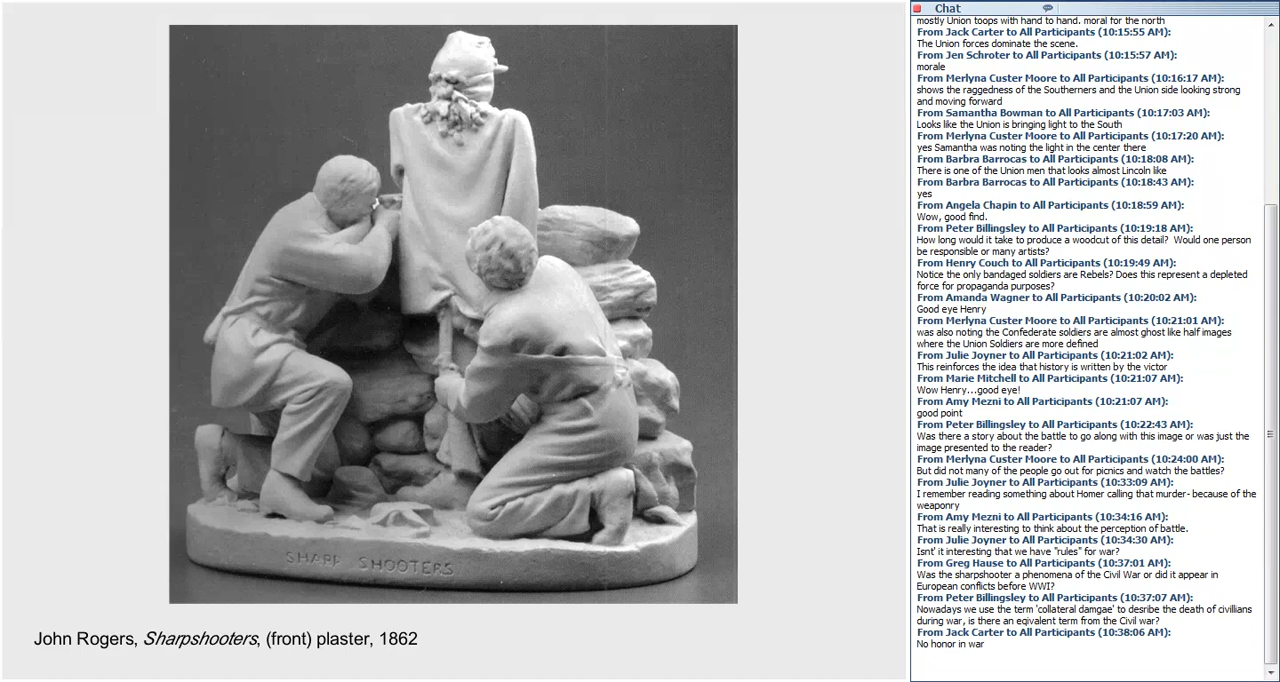 SHARP SHOOTERS
John Rogers, Sharpshooters, (front) plaster, 1862
Chat
mostly Union toops with hand to hand. moral for the north
From Jack Carter to All Participants (10:15:55 AM):
The Union forces dominate the scene.
From Jen Schroter to All Participants (10:15:57 AM):
morale
From Merlyna Custer Moore to All Participants (10:16:17 AM):
shows the raggedness of the Southerners and the Union side looking strong
and moving forward
From Samantha Bowman to All Participants (10:17:03 AM):
Looks like the Union is bringing light to the South
From Merlyna Custer Moore to All Participants (10:17:20 AM):
yes Samantha was noting the light in the center there
From Barbra Barrocas to All Participants (10:18:08 AM):
There is one of the Union men that looks almost Lincoln like
From Barbra Barrocas to All Participants (10:18:43 AM):
yes
From Angela Chapin to All Participants (10:18:59 AM):
Wow, good find.
From Peter Billingsley to All Participants (10:19:18 AM):
How long would it take to produce a woodcut of this detail?  Would one person
be responsible or many artists?
From Henry Couch to All Participants (10:19:49 AM):
Notice the only bandaged soldiers are Rebels? Does this represent a depleted
force for propaganda purposes?
From Amanda Wagner to All Participants (10:20:02 AM):
Good eye Henry
From Merlyna Custer Moore to All Participants (10:21:01 AM):
was also noting the Confederate soldiers are almost ghost like half images
where the Union Soldiers are more defined
From Julie Joyner to All Participants (10:21:02 AM):
This reinforces the idea that history is written by the victor
From Marie Mitchell to All Participants (10:21:07 AM):
Wow Henry...good eye!
From Amy Mezni to All Participants (10:21:07 AM):
good point
From Peter Billingsley to All Participants (10:22:43 AM):
Was there a story about the battle to go along with this image or was just the
image presented to the reader?
From Merlyna Custer Moore to All Participants (10:24:00 AM):
But did not many of the people go out for picnics and watch the battles?
From Julie Joyner to All Participants (10:33:09 AM):
I remember reading something about Homer calling that murder- because of the
weaponry
From Amy Mezni to All Participants (10:34:16 AM):
That is really interesting to think about the perception of battle.
From Julie Joyner to All Participants (10:34:30 AM):
Isnt' it interesting that we have "rules" for war?
From Greg Hause to All Participants (10:37:01 AM):
Was the sharpshooter a phenomena of the Civil War or did it appear in
European conflicts before WWI?
From Peter Billingsley to All Participants (10:37:07 AM):
Nowadays we use the term 'collateral damgae' to desribe the death of civillians
during war, is there an eqivalent term from the Civil war?
From Jack Carter to All Participants (10:38:06 AM):
No honor in war